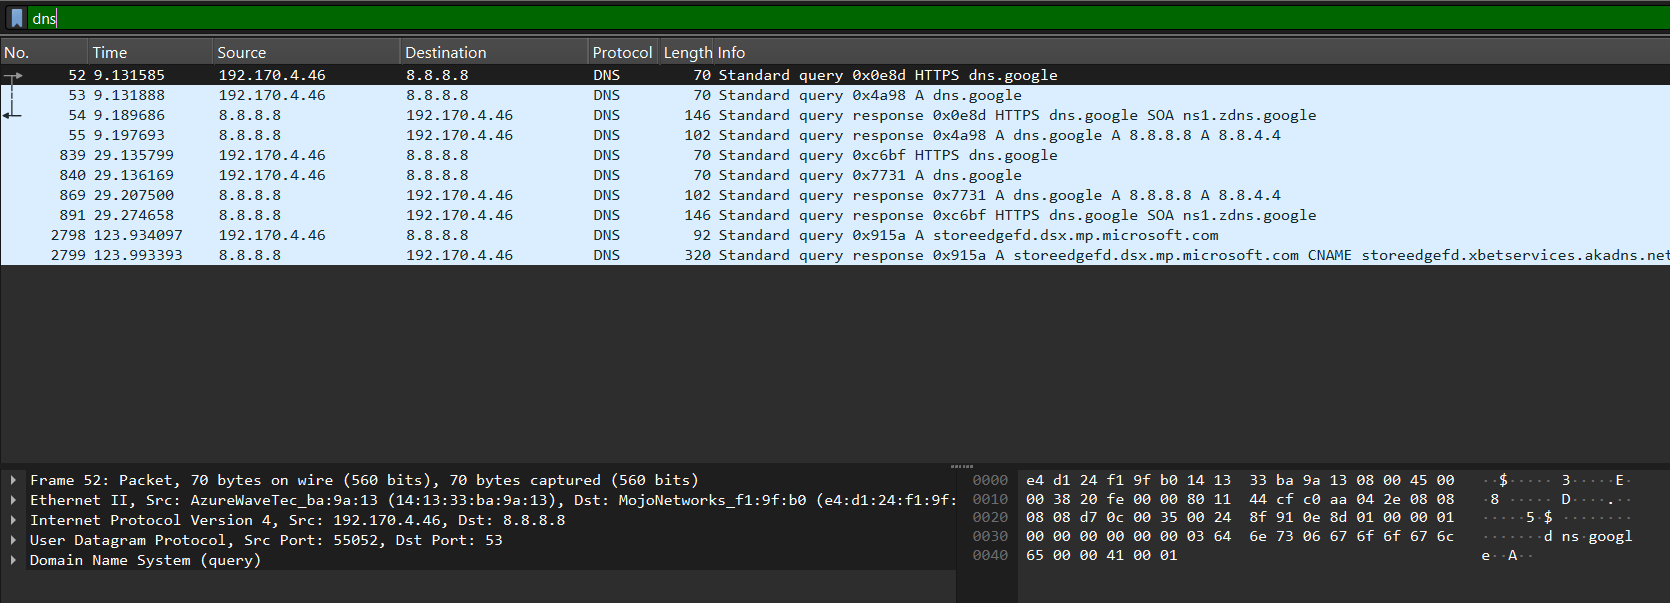 dns
No. Time Source Destination Protocol Length Info
52 9.131585 192.170.4.46 8.8.8.8 DNS 70 Standard query 0x0e8d HTTPS dns.google
53 9.131888 192.170.4.46 8.8.8.8 DNS 70 Standard query 0x4a98 A dns.google
54 9.189686 8.8.8.8 192.170.4.46 DNS 146 Standard query response 0x0e8d HTTPS dns.google SOA ns1.zdns.google
55 9.197693 8.8.8.8 192.170.4.46 DNS 102 Standard query response 0x4a98 A dns.google A 8.8.8.8 A 8.8.4.4
839 29.135799 192.170.4.46 8.8.8.8 DNS 70 Standard query 0xc6bf HTTPS dns.google
840 29.136169 192.170.4.46 8.8.8.8 DNS 70 Standard query 0x7731 A dns.google
869 29.207500 8.8.8.8 192.170.4.46 DNS 102 Standard query response 0x7731 A dns.google A 8.8.8.8 A 8.8.4.4
891 29.274658 8.8.8.8 192.170.4.46 DNS 146 Standard query response 0xc6bf HTTPS dns.google SOA ns1.zdns.google
2798 123.934097 192.170.4.46 8.8.8.8 DNS 92 Standard query 0x915a A storeedgefd.dsx.mp.microsoft.com
2799 123.993393 8.8.8.8 192.170.4.46 DNS 320 Standard query response 0x915a A storeedgefd.dsx.mp.microsoft.com CNAME storeedgefd.xbetservices.akadns.net
Frame 52: Packet, 70 bytes on wire (560 bits), 70 bytes captured (560 bits)
Ethernet II, Src: AzureWaveTec_ba:9a:13 (14:13:33:ba:9a:13), Dst: MojoNetworks_f1:9f:b0 (e4:d1:24:f1:9f:
Internet Protocol Version 4, Src: 192.170.4.46, Dst: 8.8.8.8
User Datagram Protocol, Src Port: 55052, Dst Port: 53
Domain Name System (query)
0000 e4 d1 24 f1 9f b0 14 13 33 ba 9a 13 08 00 45 00 ··$·····3·····E·
0010 00 38 20 fe 00 00 80 11 44 cf c0 aa 04 2e 08 08 ·8 ·····D····.··
0020 08 08 d7 0c 00 35 00 24 8f 91 0e 8d 01 00 00 01 ·····5·$········
0030 00 00 00 00 00 00 03 64 6e 73 06 67 6f 6f 67 6c ·······dns·googl
0040 65 00 00 41 00 01 e··A··